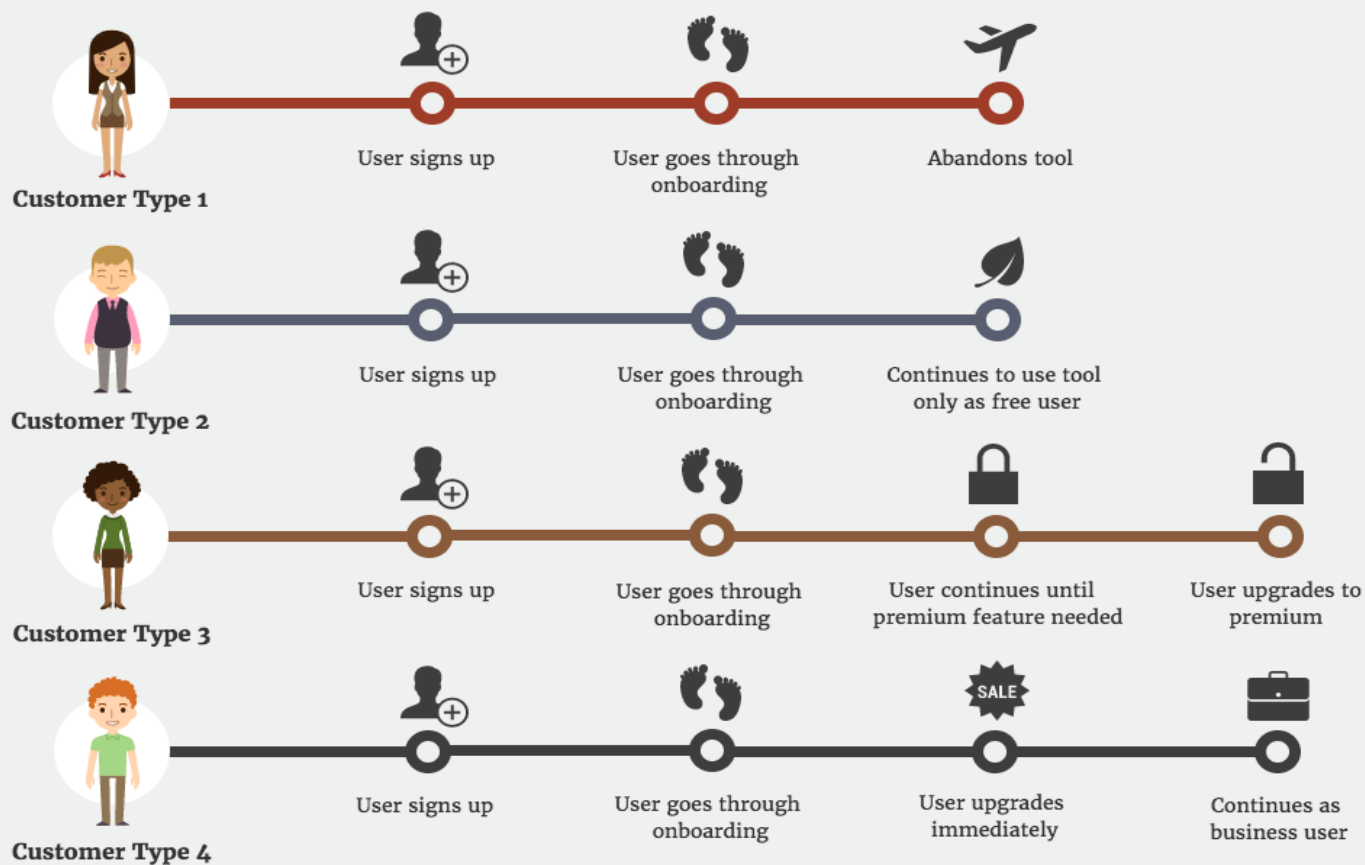 User signs up
User goes through
onboarding
Abandons tool
Customer Type 1
User signs up
User goes through
onboarding
Continues to use tool
only as free user
Customer Type 2
User signs up
User goes through
onboarding
User continues until
premium feature needed
User upgrades to
premium
Customer Type 3
SALE
User signs up
User goes through
onboarding
User upgrades
immediately
Continues as
business user
Customer Type 4